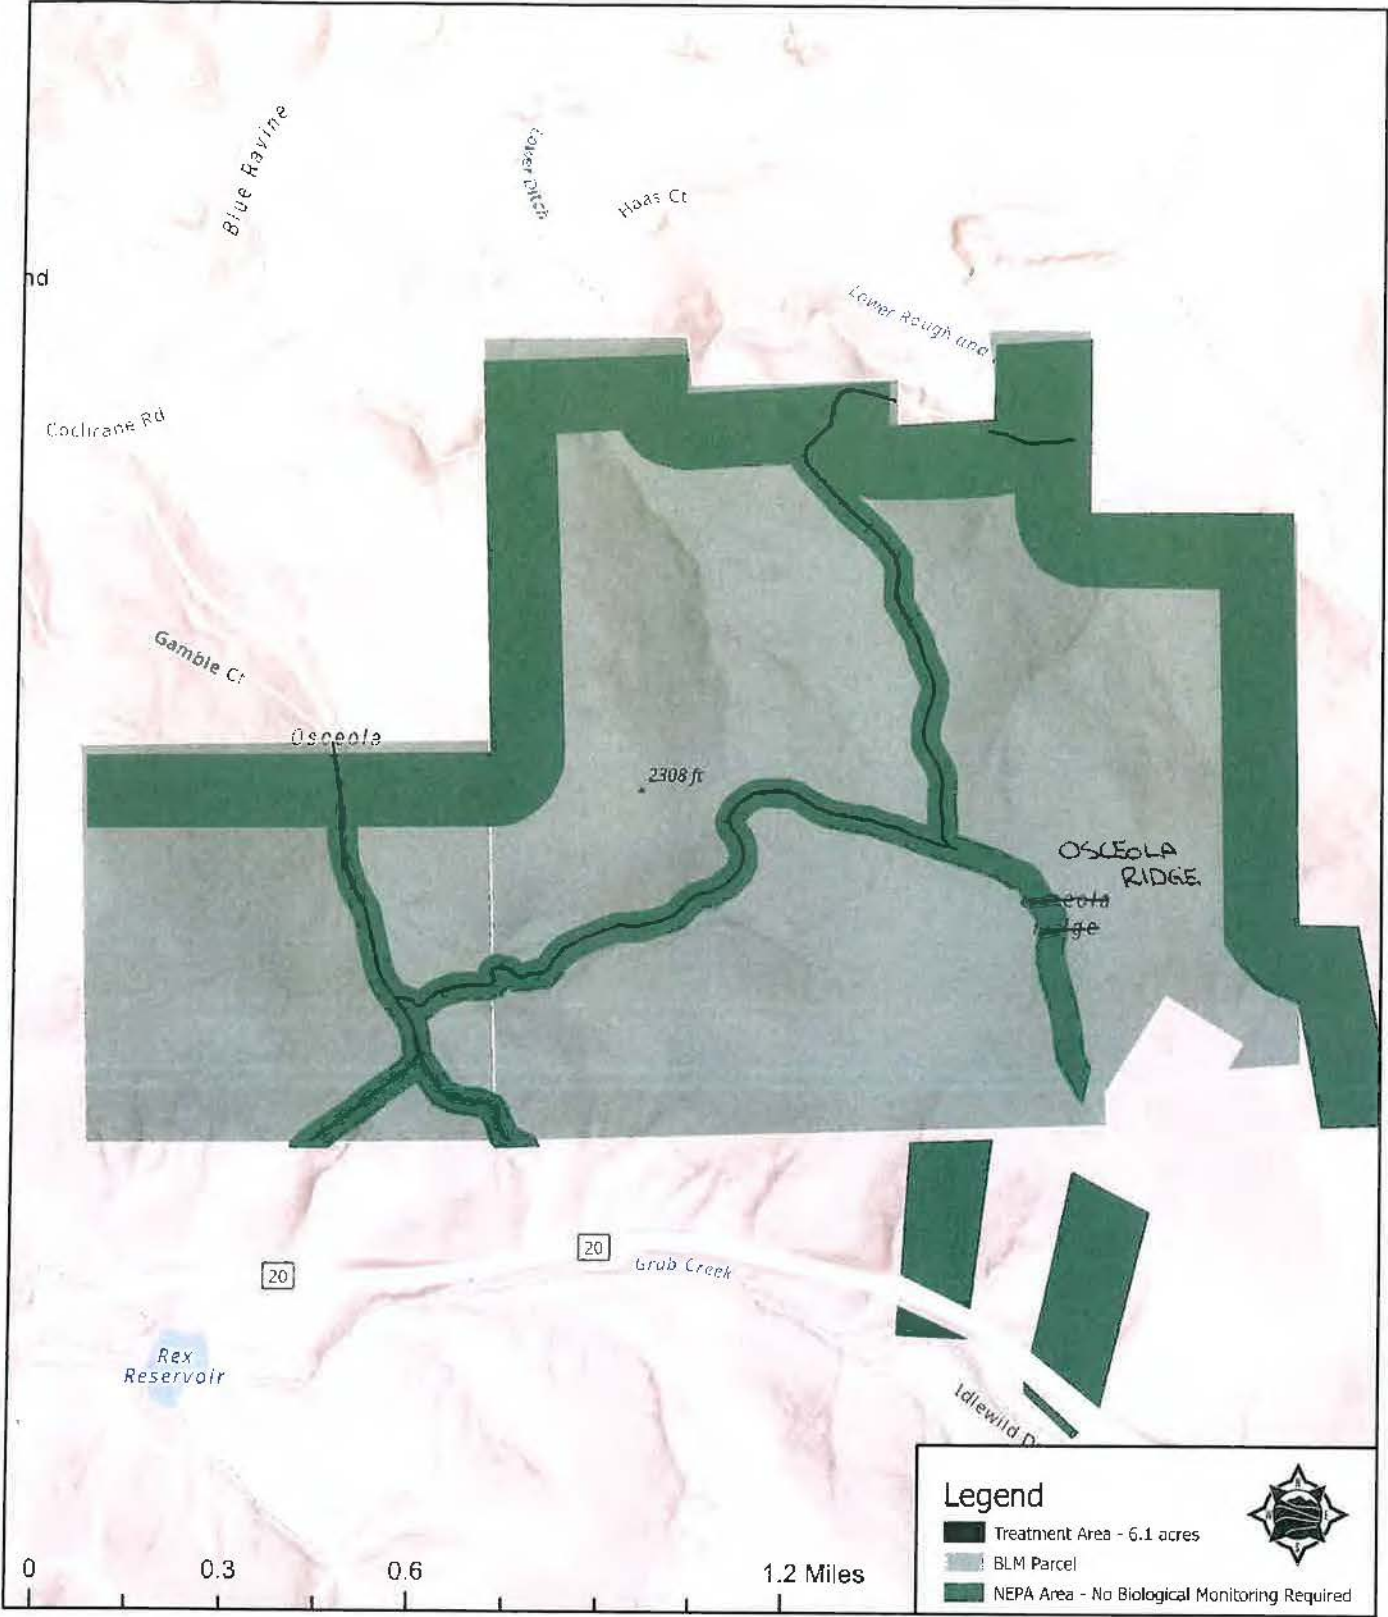 Blue Ravine
Haas Ct
nd
Lower Rough and
Cochrane Rd
Gamble Ct
Osceola
2308 ft
OSCEOLA
RIDGE
20
20
Grub Creek
Rex
Reservoir
Idlewild D
Legend
Treatment Area - 6.1 acres
BLM Parcel
NEPA Area - No Biological Monitoring Required
N
E
S
W
0
0.3
0.6
1.2 Miles